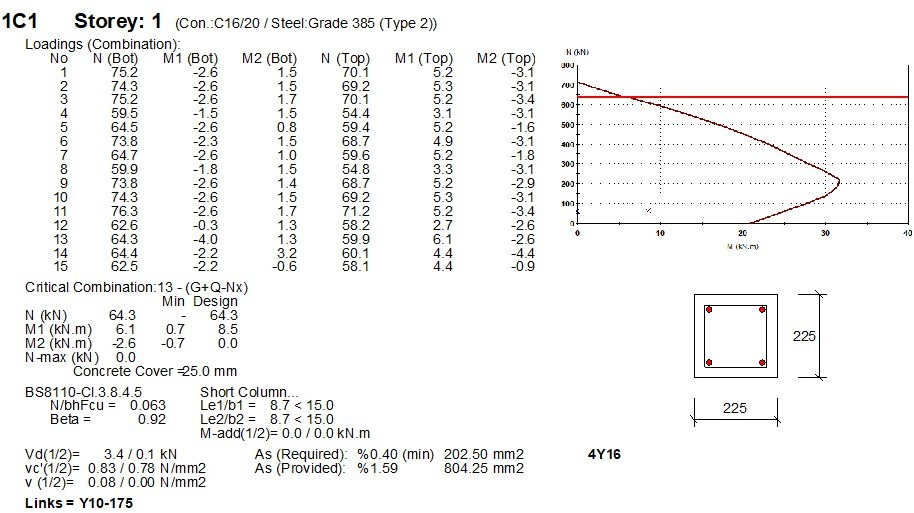 1C1 Storey: 1 (Con.:C16/20 / Steel:Grade 385 (Type 2))
Loadings (Combination):
No N (Bot) M1 (Bot) M2 (Bot) N (Top) M1 (Top) M2 (Top)
1 75.2 -2.6 1.5 70.1 5.2 -3.1
2 74.3 -2.6 1.5 69.2 5.3 -3.1
3 75.2 -2.6 1.7 70.1 5.2 -3.4
4 59.5 -1.5 1.5 54.4 3.1 -3.1
5 64.5 -2.6 0.8 59.4 5.2 -1.6
6 73.8 -2.3 1.5 68.7 4.9 -3.1
7 64.7 -2.6 1.0 59.6 5.2 -1.8
8 59.9 -1.8 1.5 54.8 3.3 -3.1
9 73.8 -2.6 1.4 68.7 5.2 -2.9
10 74.3 -2.6 1.5 69.2 5.3 -3.1
11 76.3 -2.6 1.7 71.2 5.2 -3.4
12 62.6 -0.3 1.3 58.2 2.7 -2.6
13 64.3 -4.0 1.3 59.9 6.1 -2.6
14 64.4 -2.2 3.2 60.1 4.4 -4.4
15 62.5 -2.2 -0.6 58.1 4.4 -0.9
N (kN)
800
700
600
500
400
300
200
100
0
0 10 20 30 40
M (kN.m)
Critical Combination:13 - (G+Q-Nx)
Min Design
N (kN) 64.3 - 64.3
M1 (kN.m) 6.1 0.7 8.5
M2 (kN.m) -2.6 -0.7 0.0
N-max (kN) 0.0
Concrete Cover =25.0 mm
225
225
BS8110-Cl.3.8.4.5 Short Column...
N/bhFcu = 0.063 Le1/b1 = 8.7 < 15.0
Beta = 0.92 Le2/b2 = 8.7 < 15.0
M-add(1/2)= 0.0 / 0.0 kN.m
Vd(1/2)= 3.4 / 0.1 kN As (Required): %0.40 (min) 202.50 mm2 4Y16
vc'(1/2)= 0.83 / 0.78 N/mm2 As (Provided): %1.59 804.25 mm2
v (1/2)= 0.08 / 0.00 N/mm2
Links = Y10-175